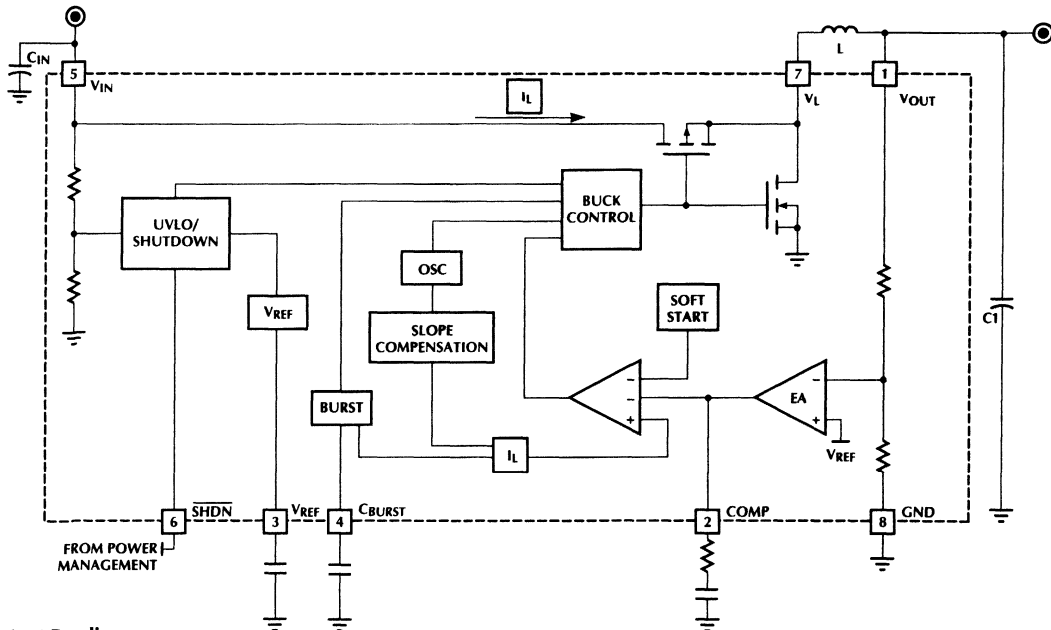 CIN
5
VIN
IL
7
VL
L
1
VOUT
UVLO/
SHUTDOWN
BUCK
CONTROL
OSC
VREF
SLOPE
COMPENSATION
SOFT
START
C1
BURST
IL
−
−
+
EA
−
+
VREF
6
SHDN
3
VREF
4
CBURST
2
COMP
8
GND
FROM POWER
MANAGEMENT